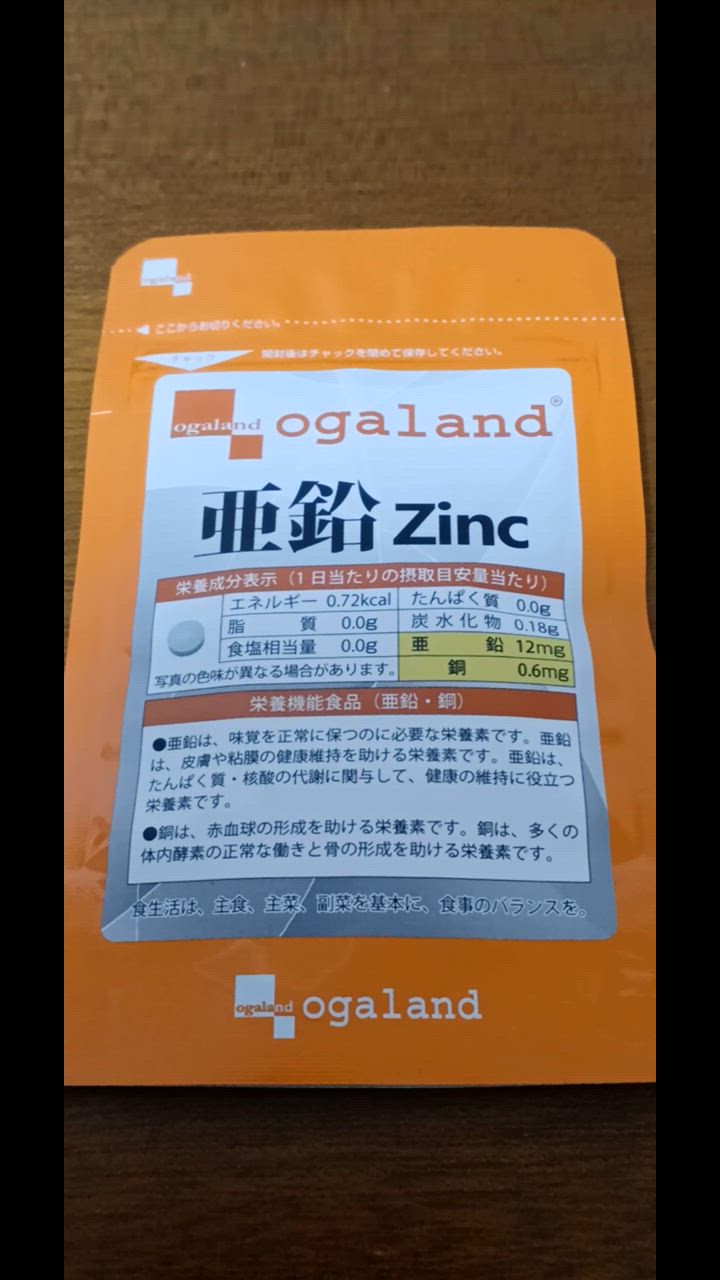 ogaland
ここからお切りください。
チャック
開封後はチャックを閉めて保存してください。
ogaland ogaland®
亜鉛 Zinc
栄養成分表示(1日当たりの摂取目安量当たり)
エネルギー 0.72kcal たんぱく質 0.0g
脂質 0.0g 炭水化物 0.18g
食塩相当量 0.0g 亜鉛 12mg
写真の色味が異なる場合があります。 銅 0.6mg
栄養機能食品(亜鉛・銅)
●亜鉛は、味覚を正常に保つのに必要な栄養素です。亜鉛
は、皮膚や粘膜の健康維持を助ける栄養素です。亜鉛は、
たんぱく質・核酸の代謝に関与して、健康の維持に役立つ
栄養素です。
●銅は、赤血球の形成を助ける栄養素です。銅は、多くの
体内酵素の正常な働きと骨の形成を助ける栄養素です。
食生活は、主食、主菜、副菜を基本に、食事のバランスを。
ogaland ogaland